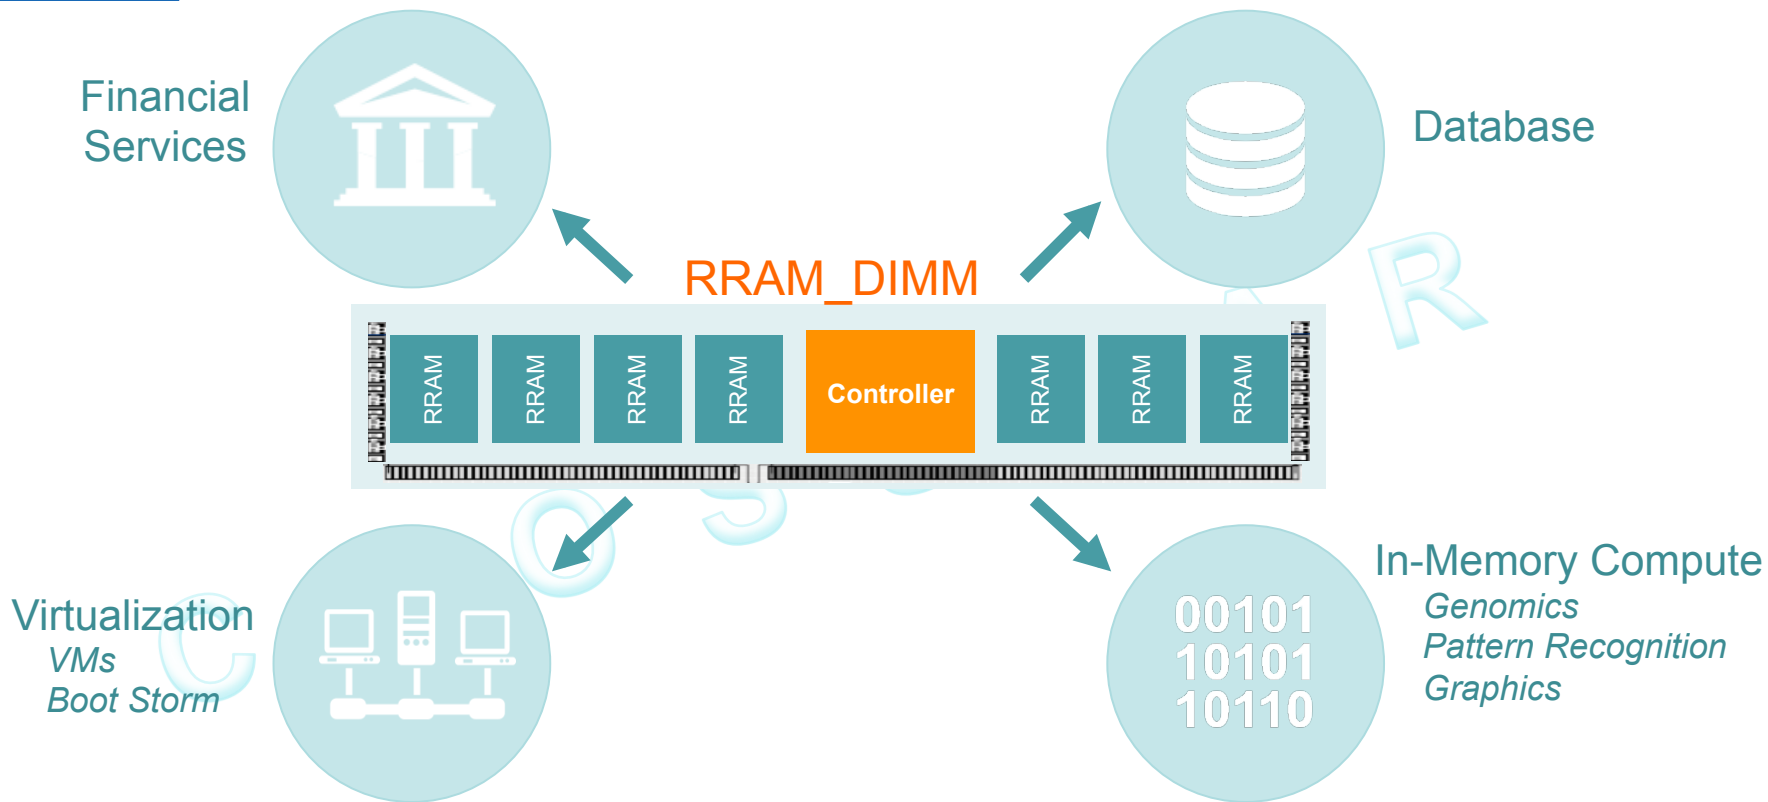 Financial
Services
Database
RRAM_DIMM
RRAM
RRAM
RRAM
RRAM
Controller
RRAM
RRAM
RRAM
Virtualization
VMs
Boot Storm
In-Memory Compute
Genomics
Pattern Recognition
Graphics
00101
10101
10110